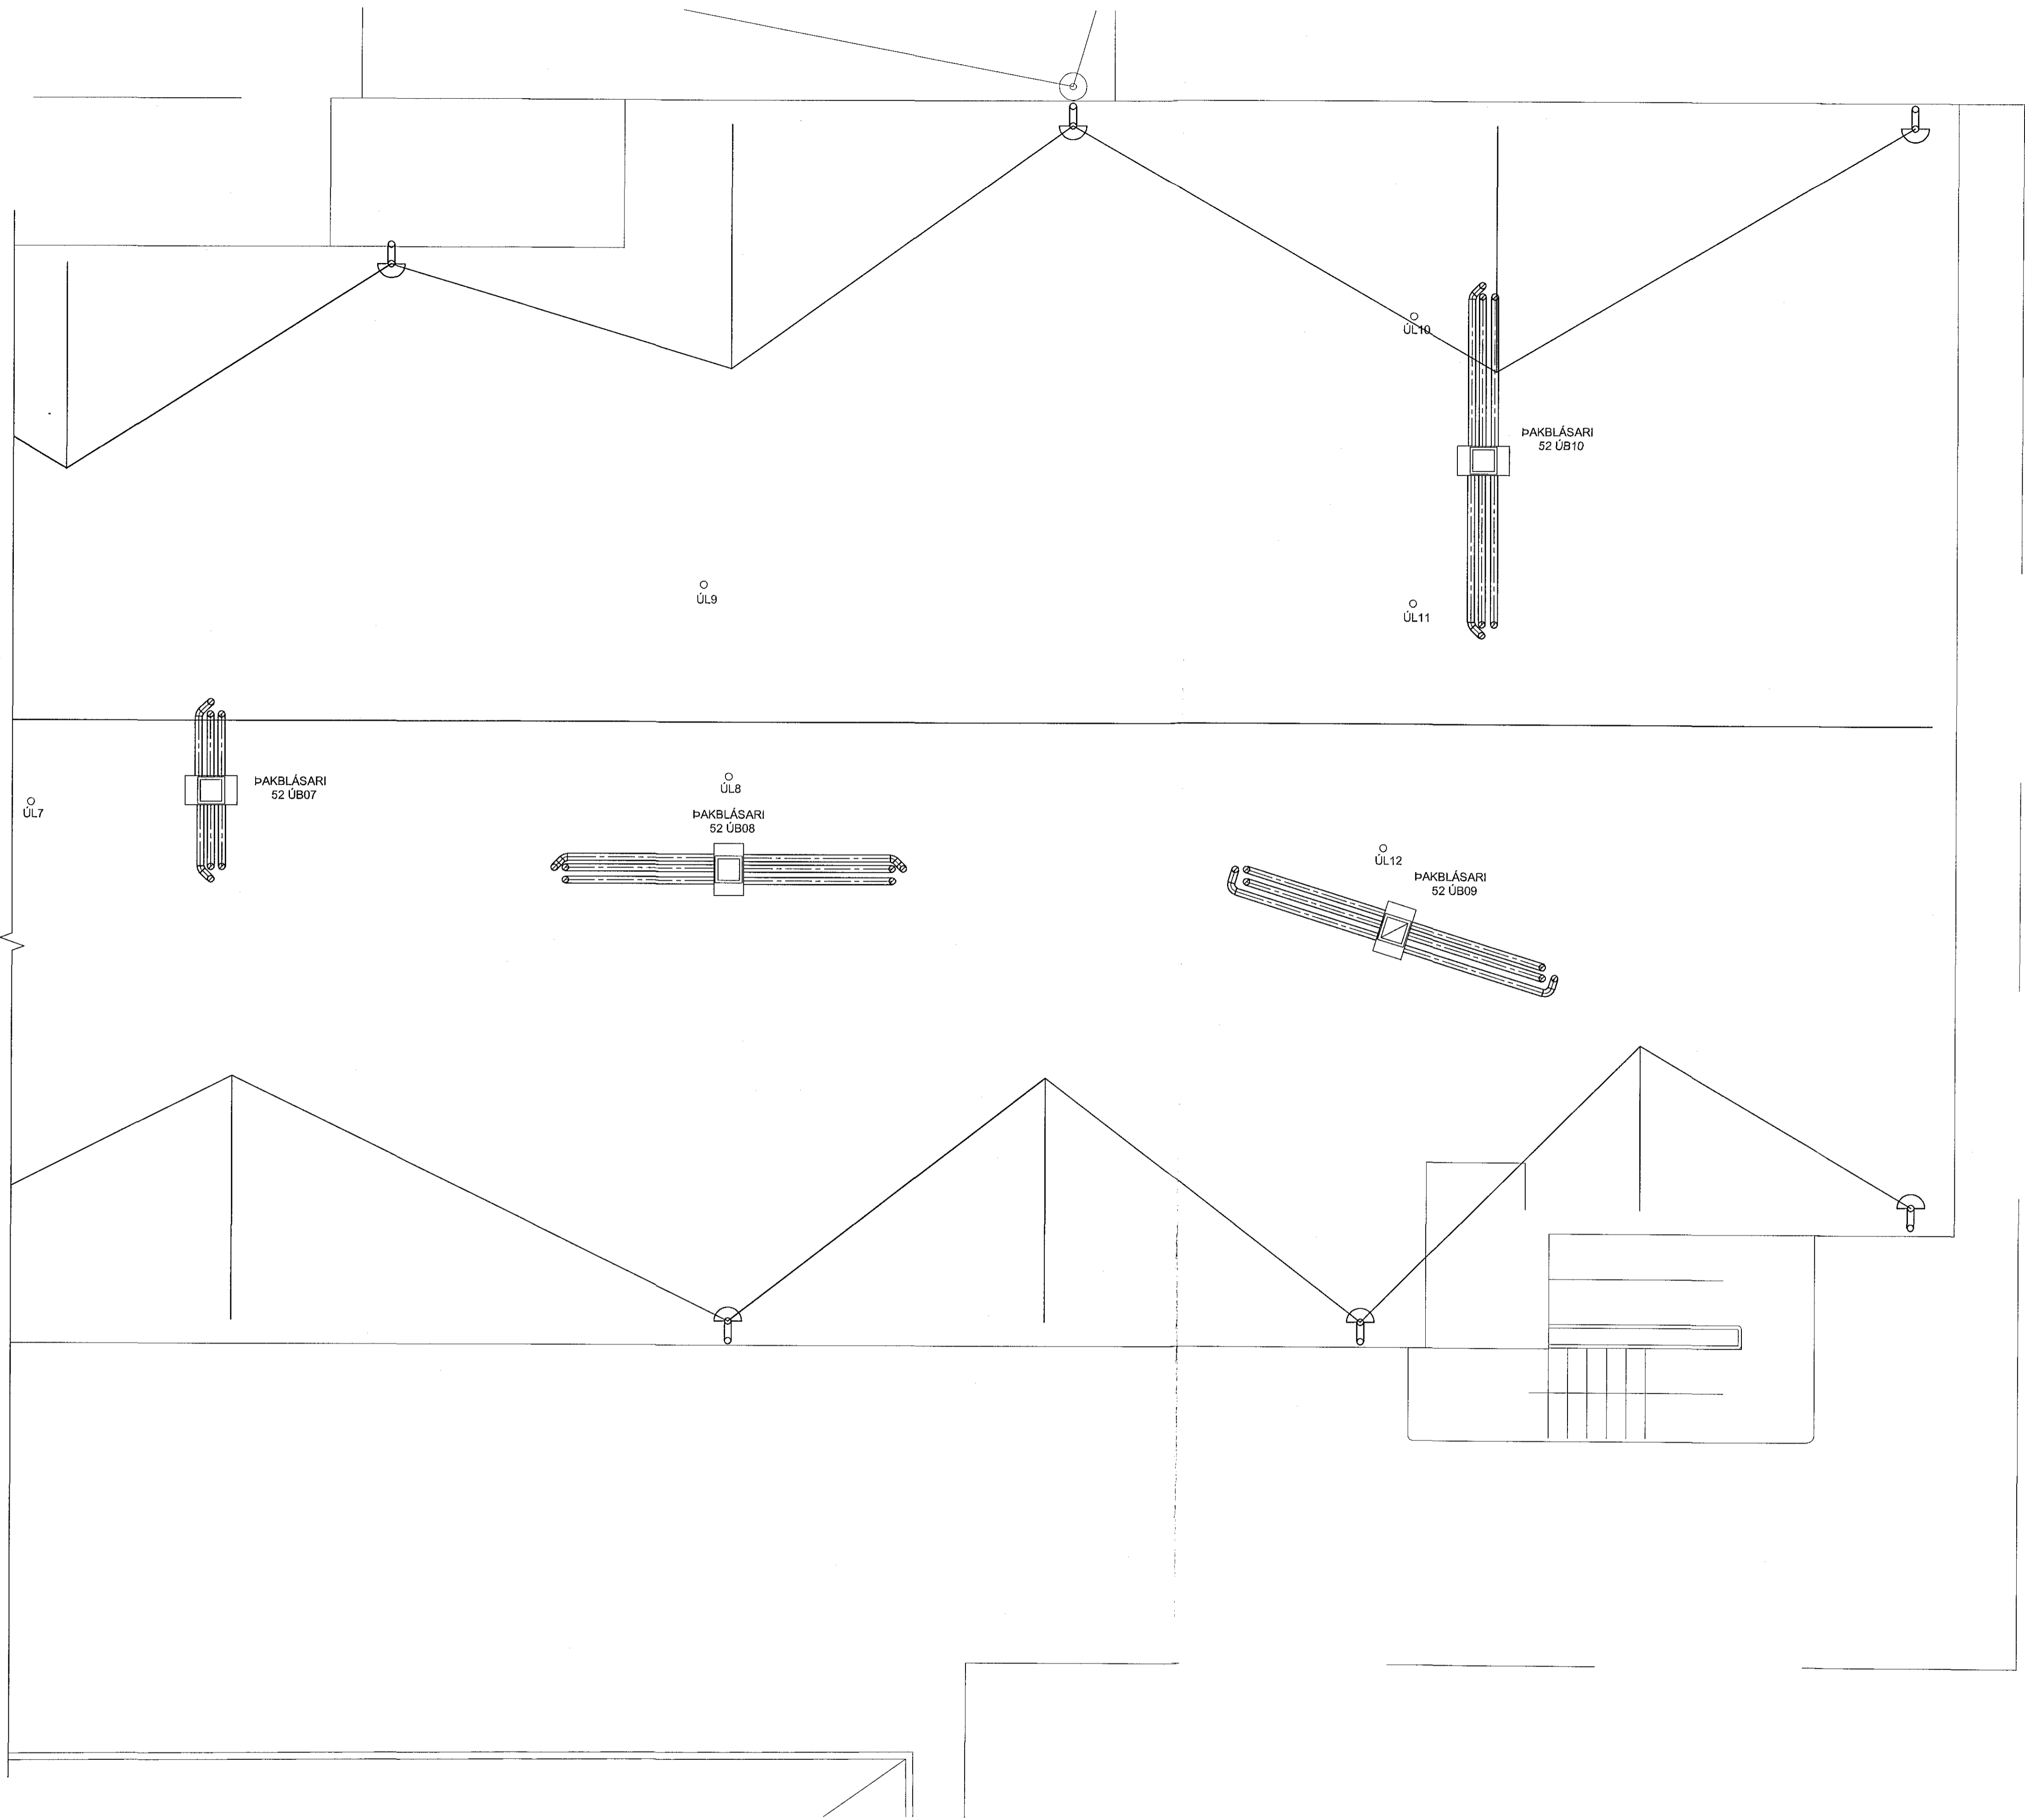 ÚL10
ÞAKBLÁSARI
52 ÚB10
ÚL9
ÚL11
ÞAKBLÁSARI
52 ÚB07
ÚL7
ÚL8
ÞAKBLÁSARI
52 ÚB08
ÚL12
ÞAKBLÁSARI
52 ÚB09